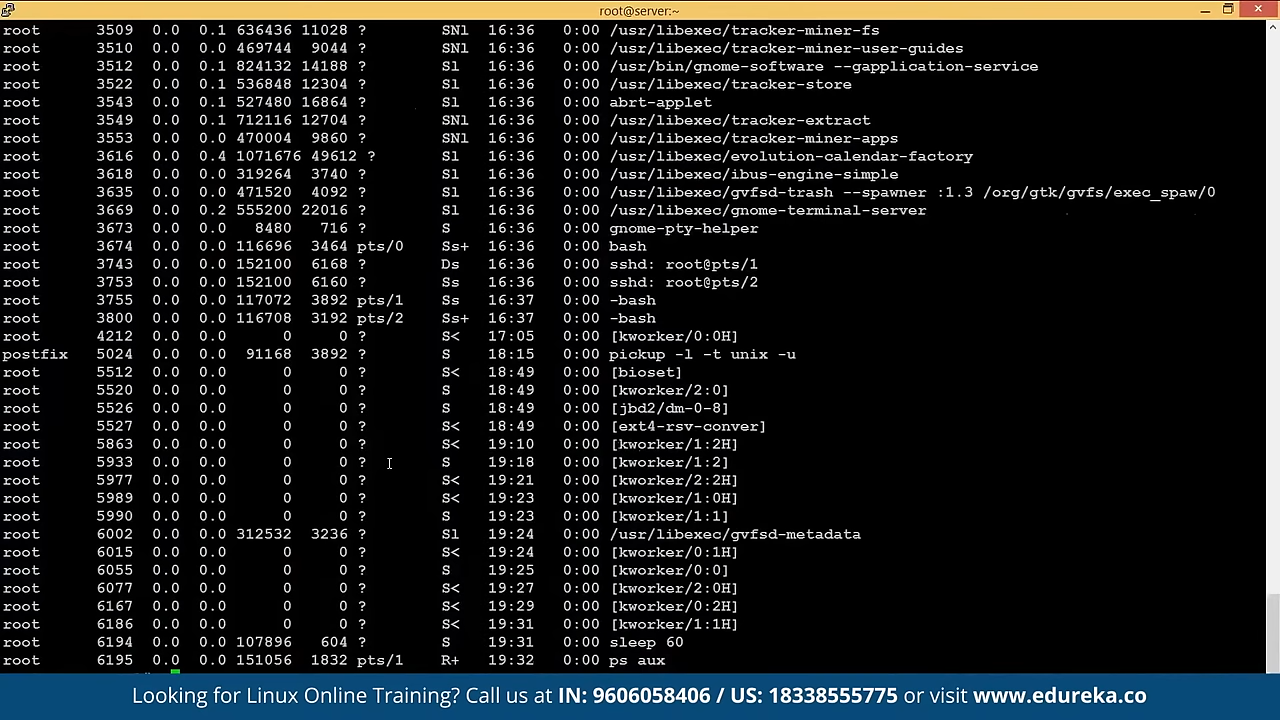 root@server:~
root 3509 0.0 0.1 636436 11028 ? SNl 16:36 0:00 /usr/libexec/tracker-miner-fs
root 3510 0.0 0.0 469744 9044 ? SNl 16:36 0:00 /usr/libexec/tracker-miner-user-guides
root 3512 0.0 0.1 824132 14188 ? Sl 16:36 0:00 /usr/bin/gnome-software --gapplication-service
root 3522 0.0 0.1 536848 12304 ? Sl 16:36 0:00 /usr/libexec/tracker-store
root 3543 0.0 0.1 527480 16864 ? Sl 16:36 0:00 abrt-applet
root 3549 0.0 0.1 712116 12704 ? SNl 16:36 0:00 /usr/libexec/tracker-extract
root 3553 0.0 0.0 470004 9860 ? SNl 16:36 0:00 /usr/libexec/tracker-miner-apps
root 3616 0.0 0.4 1071676 49612 ? Sl 16:36 0:00 /usr/libexec/evolution-calendar-factory
root 3618 0.0 0.0 319264 3740 ? Sl 16:36 0:00 /usr/libexec/ibus-engine-simple
root 3635 0.0 0.0 471520 4092 ? Sl 16:36 0:00 /usr/libexec/gvfsd-trash --spawner :1.3 /org/gtk/gvfs/exec_spaw/0
root 3669 0.0 0.2 555200 22016 ? Sl 16:36 0:00 /usr/libexec/gnome-terminal-server
root 3673 0.0 0.0 8480 716 ? S 16:36 0:00 gnome-pty-helper
root 3674 0.0 0.0 116696 3464 pts/0 Ss+ 16:36 0:00 bash
root 3743 0.0 0.0 152100 6168 ? Ds 16:36 0:00 sshd: root@pts/1
root 3753 0.0 0.0 152100 6160 ? Ss 16:36 0:00 sshd: root@pts/2
root 3755 0.0 0.0 117072 3892 pts/1 Ss 16:37 0:00 -bash
root 3800 0.0 0.0 116708 3192 pts/2 Ss+ 16:37 0:00 -bash
root 4212 0.0 0.0 0 0 ? S< 17:05 0:00 [kworker/0:0H]
postfix 5024 0.0 0.0 91168 3892 ? S 18:15 0:00 pickup -l -t unix -u
root 5512 0.0 0.0 0 0 ? S< 18:49 0:00 [bioset]
root 5520 0.0 0.0 0 0 ? S 18:49 0:00 [kworker/2:0]
root 5526 0.0 0.0 0 0 ? S 18:49 0:00 [jbd2/dm-0-8]
root 5527 0.0 0.0 0 0 ? S< 18:49 0:00 [ext4-rsv-conver]
root 5863 0.0 0.0 0 0 ? S< 19:10 0:00 [kworker/1:2H]
root 5933 0.0 0.0 0 0 ? S 19:18 0:00 [kworker/1:2]
root 5977 0.0 0.0 0 0 ? S< 19:21 0:00 [kworker/2:2H]
root 5989 0.0 0.0 0 0 ? S< 19:23 0:00 [kworker/1:0H]
root 5990 0.0 0.0 0 0 ? S 19:23 0:00 [kworker/1:1]
root 6002 0.0 0.0 312532 3236 ? Sl 19:24 0:00 /usr/libexec/gvfsd-metadata
root 6015 0.0 0.0 0 0 ? S< 19:24 0:00 [kworker/0:1H]
root 6055 0.0 0.0 0 0 ? S 19:25 0:00 [kworker/0:0]
root 6077 0.0 0.0 0 0 ? S< 19:27 0:00 [kworker/2:0H]
root 6167 0.0 0.0 0 0 ? S< 19:29 0:00 [kworker/0:2H]
root 6186 0.0 0.0 0 0 ? S< 19:31 0:00 [kworker/1:1H]
root 6194 0.0 0.0 107896 604 ? S 19:31 0:00 sleep 60
root 6195 0.0 0.0 151056 1832 pts/1 R+ 19:32 0:00 ps aux
Looking for Linux Online Training? Call us at IN: 9606058406 / US: 18338555775 or visit www.edureka.co